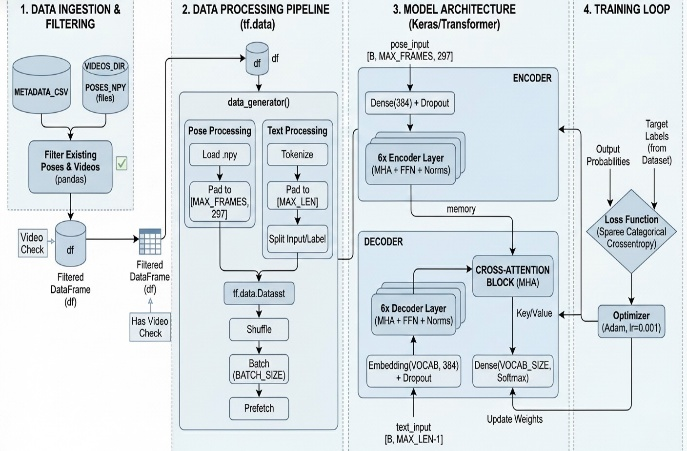 1. DATA INGESTION &
FILTERING
METADATA_CSV
VIDEOS_DIR
POSES_NPY
(files)
Filter Existing
Poses & Videos
(pandas)
Video
Check
df
Filtered
DataFrame
(df)
Filtered
DataFrame
(df)
Has Video
Check
2. DATA PROCESSING PIPELINE
(tf.data)
df
df
data_generator()
Pose Processing
Load .npy
Pad to
[MAX_FRAMES,
297]
Text Processing
Tokenize
Pad to
[MAX_LEN]
Split Input/Label
tf.data.Datasst
Shuffle
Batch
(BATCH_SIZE)
Prefetch
3. MODEL ARCHITECTURE
(Keras/Transformer)
pose_input
[B, MAX_FRAMES, 297]
ENCODER
Dense(384) + Dropout
6x Encoder Layer
(MHA + FFN + Norms)
memory
DECODER
CROSS-ATTENTION
BLOCK (MHA)
6x Decoder Layer
(MHA + FFN + Norms)
Key/Value
Embedding(VOCAB, 384)
+ Dropout
Dense(VOCAB_SIZE,
Softmax)
text_input
[B, MAX_LEN-1]
Update Weights
4. TRAINING LOOP
Output
Probabilities
Target
Labels
(from
Dataset)
Loss Function
(Sparee Categorical
Crossentropy)
Optimizer
(Adam, lr=0.001)